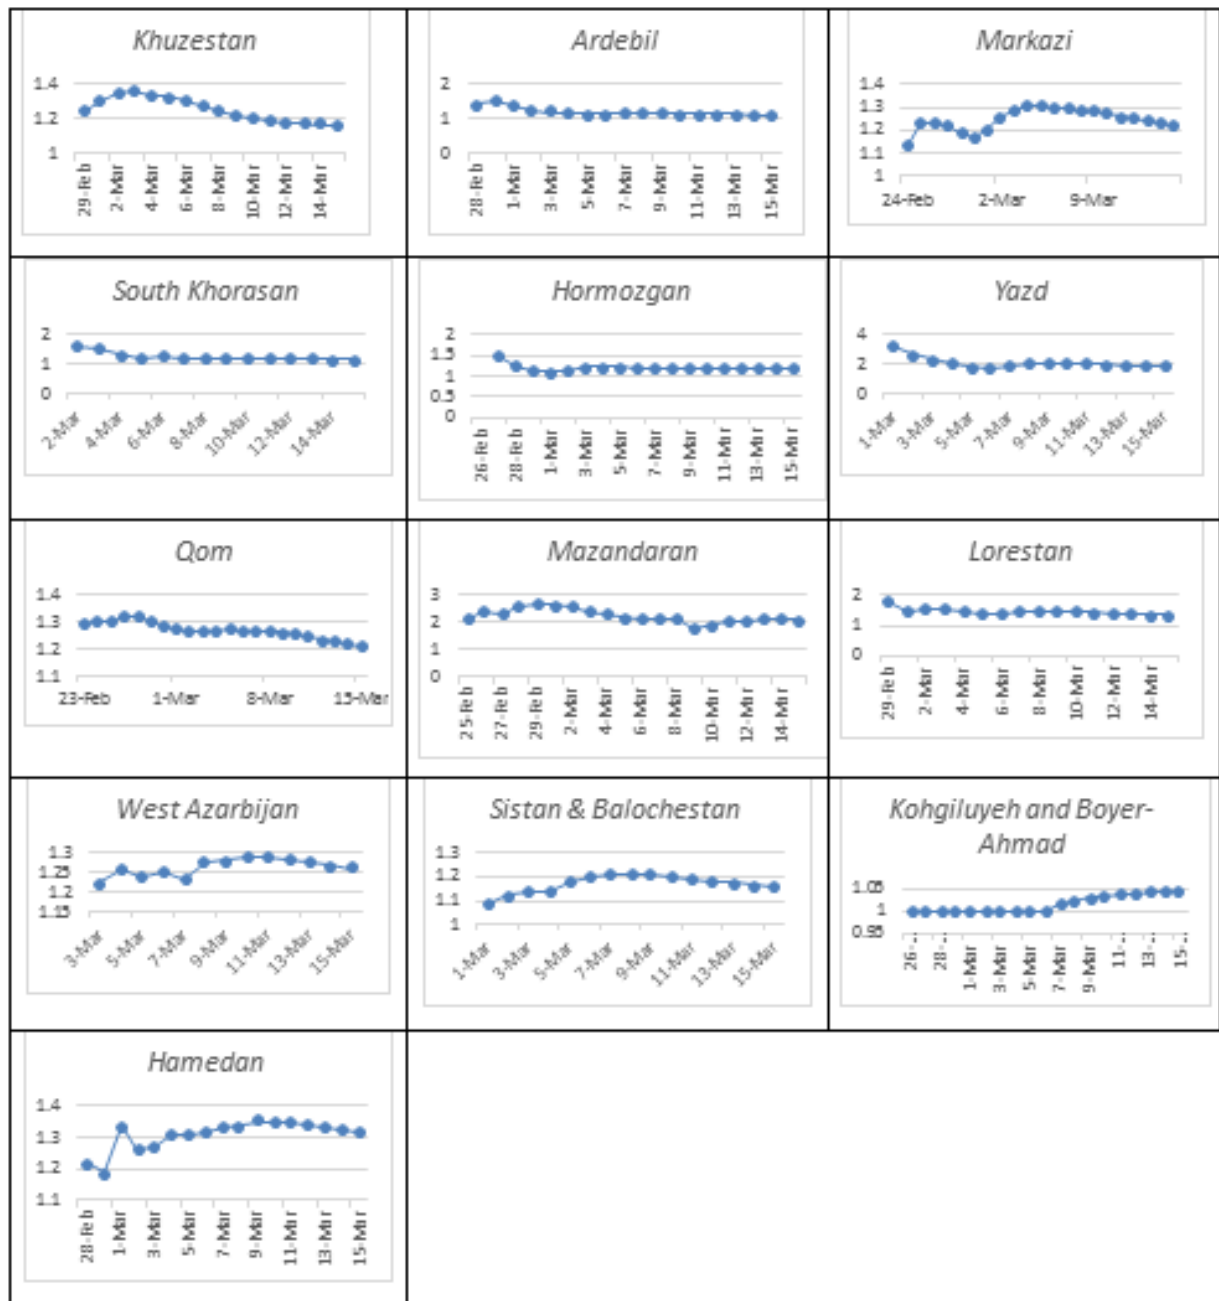 Khuzestan
1.4
1.2
1
29-Feb
2-Mar
4-Mar
6-Mar
8-Mar
10-Mar
12-Mar
14-Mar
Ardebil
2
1
0
28-Feb
1-Mar
3-Mar
5-Mar
7-Mar
9-Mar
11-Mar
13-Mar
15-Mar
Markazi
1.4
1.3
1.2
1.1
1
24-Feb 2-Mar 9-Mar
South Khorasan
2
1
0
2-Mar
4-Mar
6-Mar
8-Mar
10-Mar
12-Mar
14-Mar
Hormozgan
2
1.5
1
0.5
0
26-Feb
28-Feb
1-Mar
3-Mar
5-Mar
7-Mar
9-Mar
11-Mar
13-Mar
15-Mar
Yazd
4
2
0
1-Mar
3-Mar
5-Mar
7-Mar
9-Mar
11-Mar
13-Mar
15-Mar
Qom
1.4
1.3
1.2
1.1
23-Feb 1-Mar 8-Mar 15-Mar
Mazandaran
3
2
1
0
25-Feb
27-Feb
29-Feb
2-Mar
4-Mar
6-Mar
8-Mar
10-Mar
12-Mar
14-Mar
Lorestan
2
1
0
29-Feb
2-Mar
4-Mar
6-Mar
8-Mar
10-Mar
12-Mar
14-Mar
West Azarbijan
1.3
1.25
1.2
1.15
3-Mar
5-Mar
7-Mar
9-Mar
11-Mar
13-Mar
15-Mar
Sistan & Balochestan
1.3
1.2
1.1
1
1-Mar
3-Mar
5-Mar
7-Mar
9-Mar
11-Mar
13-Mar
15-Mar
Kohgiluyeh and Boyer-
Ahmad
1.05
1
0.95
26-...
28-...
1-Mar
3-Mar
5-Mar
7-Mar
9-Mar
11-...
13-...
15-...
Hamedan
1.4
1.3
1.2
1.1
28-Feb
1-Mar
3-Mar
5-Mar
7-Mar
9-Mar
11-Mar
13-Mar
15-Mar